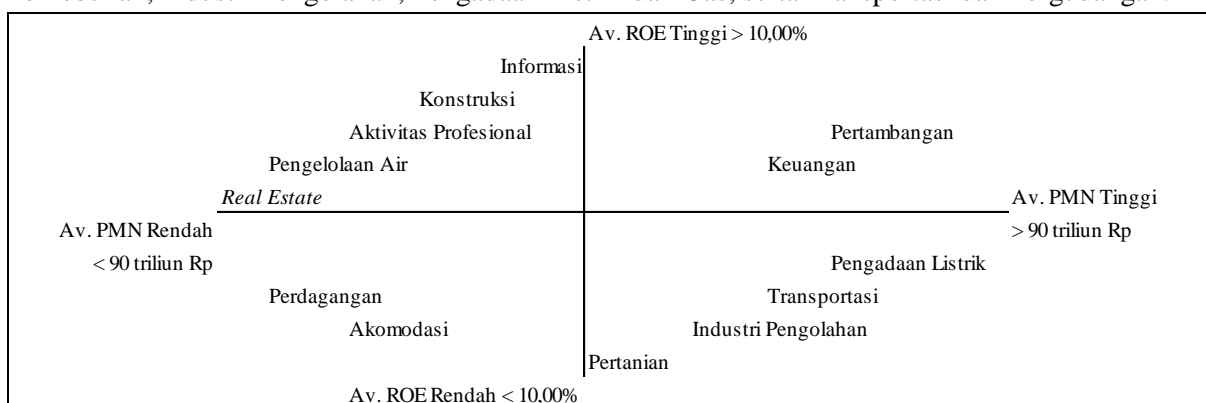 Av. ROE Tinggi > 10,00%
Informasi
Konstruksi
Aktivitas Profesional Pertambangan
Pengelolaan Air Keuangan
Real Estate Av. PMN Tinggi
Av. PMN Rendah > 90 triliun Rp
< 90 triliun Rp Pengadaan Listrik
Perdagangan Transportasi
Akomodasi Industri Pengolahan
Pertanian
Av. ROE Rendah < 10,00%